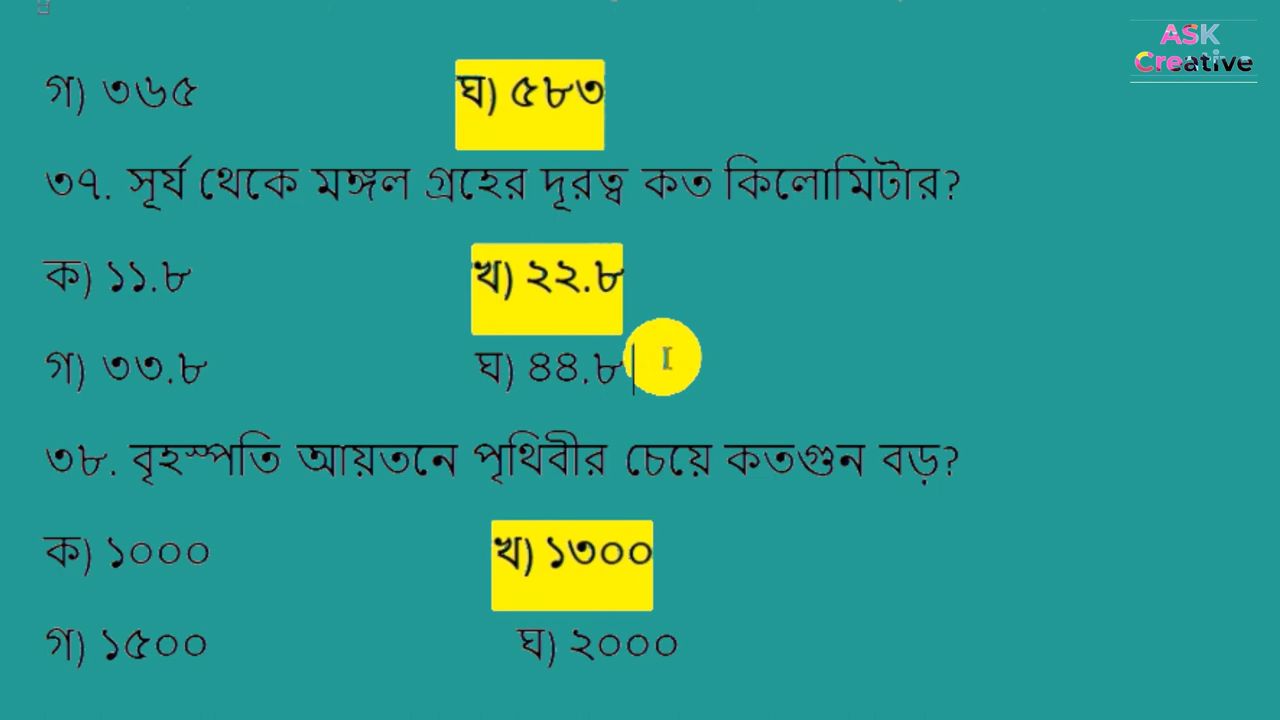 ASK
Creative
গ) ৩৬৫ ঘ) ৫৮৩
৩৭. সূর্য থেকে মঙ্গল গ্রহের দূরত্ব কত কিলোমিটার?
ক) ১১.৮ খ) ২২.৮
গ) ৩৩.৮ ঘ) ৪৪.৮
৩৮. বৃহস্পতি আয়তনে পৃথিবীর চেয়ে কতগুন বড়?
ক) ১০০০ খ) ১৩০০
গ) ১৫০০ ঘ) ২০০০